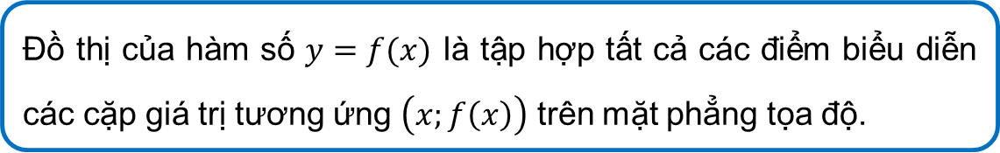 Đồ thị của hàm số y = f(x) là tập hợp tất cả các điểm biểu diễn
các cặp giá trị tương ứng (x; f(x)) trên mặt phẳng tọa độ.